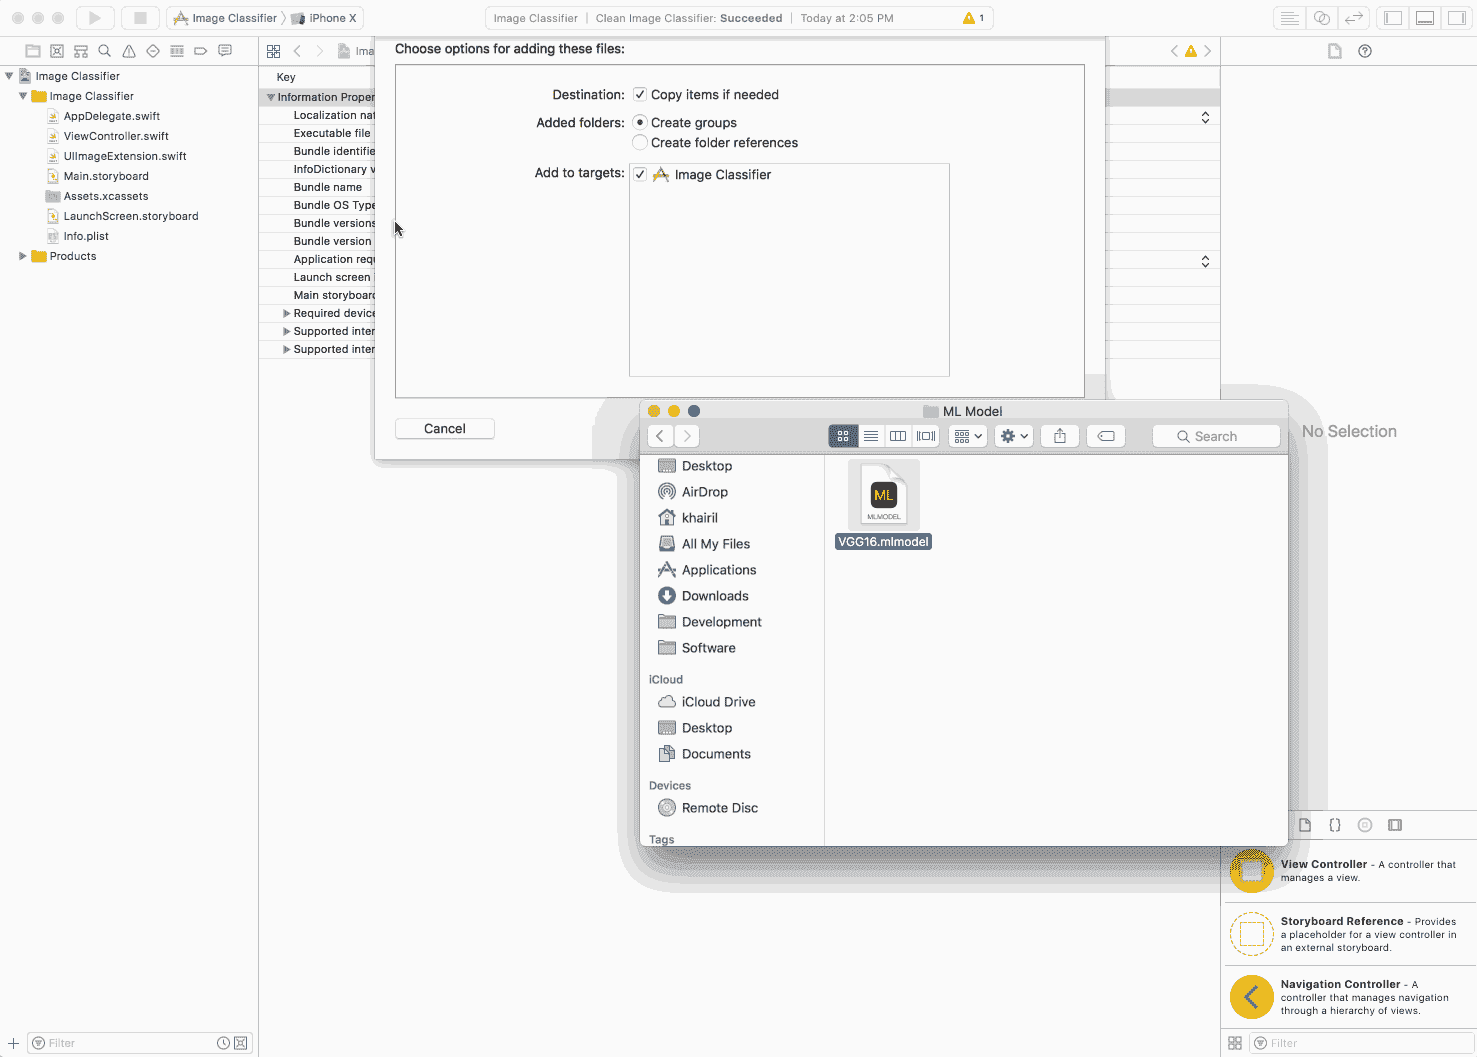 Image Classifier
iPhone X
Image Classifier | Clean Image Classifier: Succeeded | Today at 2:05 PM
1
Image Classifier
Image Classifier
AppDelegate.swift
ViewController.swift
UIImageExtension.swift
Main.storyboard
Assets.xcassets
LaunchScreen.storyboard
Info.plist
Products
Filter
Ima
Key
Information Proper
Localization nat
Executable file
Bundle identifie
InfoDictionary v
Bundle name
Bundle OS Type
Bundle versions
Bundle version
Application requ
Launch screen
Main storyboard
Required device
Supported inter
Supported inter
Choose options for adding these files:
Destination: Copy items if needed
Added folders: Create groups
Create folder references
Add to targets: Image Classifier
Cancel
ML Model
Search
Desktop
AirDrop
khairil
All My Files
Applications
Downloads
Development
Software
iCloud
iCloud Drive
Desktop
Documents
Devices
Remote Disc
Tags
ML
MLMODEL
VGG16.mlmodel
No Selection
View Controller - A controller that
manages a view.
Storyboard Reference - Provides
a placeholder for a view controller in
an external storyboard.
Navigation Controller - A
controller that manages navigation
through a hierarchy of views.
Filter